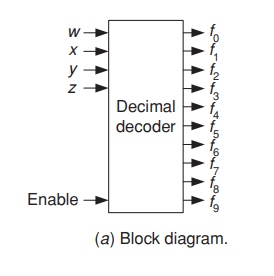 w
x
y
z
Enable
Decimal
decoder
f0
f1
f2
f3
f4
f5
f6
f7
f8
f9
(a) Block diagram.